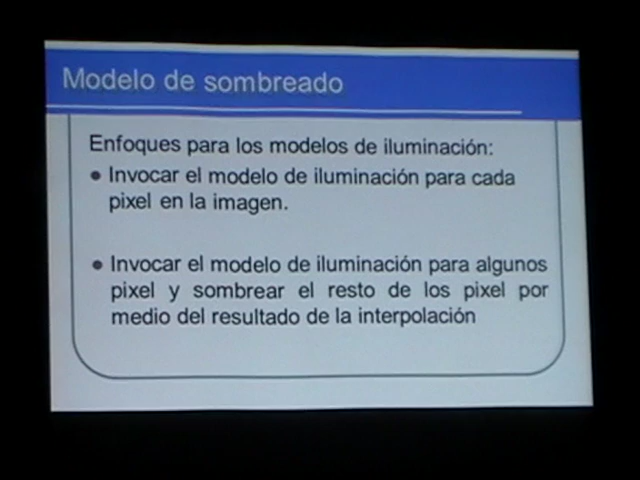 Modelo de sombreado
Enfoques para los modelos de iluminación:
• Invocar el modelo de iluminación para cada
pixel en la imagen.
• Invocar el modelo de iluminación para algunos
pixel y sombrear el resto de los pixel por
medio del resultado de la interpolación